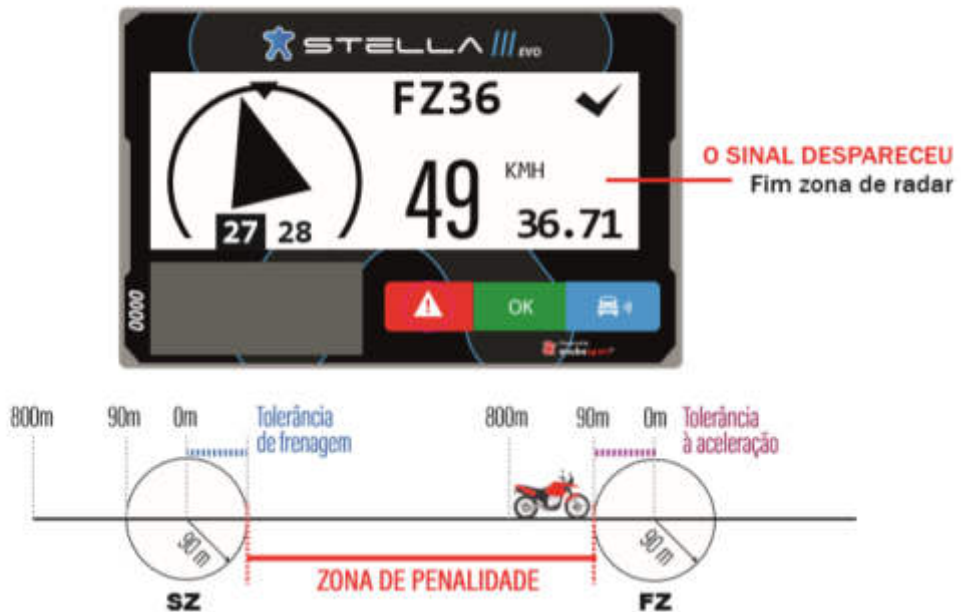 STELLA III EVO
FZ36
49 KMH
36.71
27 28
O SINAL DESPARECEU
Fim zona de radar
0000
OK
800m 90m 0m Tolerância
de frenagem
800m 90m 0m Tolerância
à aceleração
90 m
90 m
ZONA DE PENALIDADE
SZ
FZ